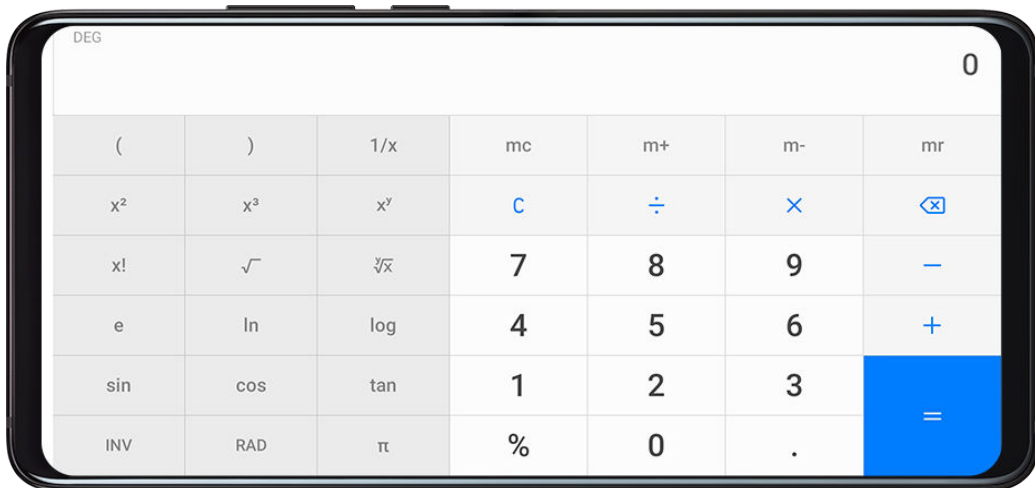 DEG
0
( ) 1/x mc m+ m- mr
x² x³ xʸ C ÷ ×
x! √ ʸ√x 7 8 9 −
e ln log 4 5 6 +
sin cos tan 1 2 3
=
INV RAD π % 0 .